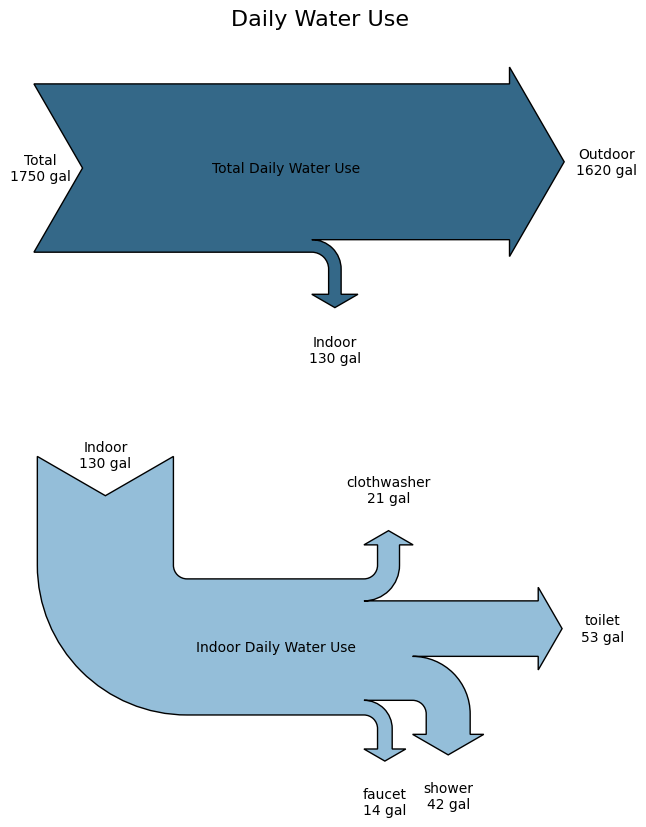 Daily Water Use
Total
1750 gal
Total Daily Water Use
Outdoor
1620 gal
Indoor
130 gal
Indoor
130 gal
clothwasher
21 gal
toilet
53 gal
Indoor Daily Water Use
faucet
14 gal
shower
42 gal